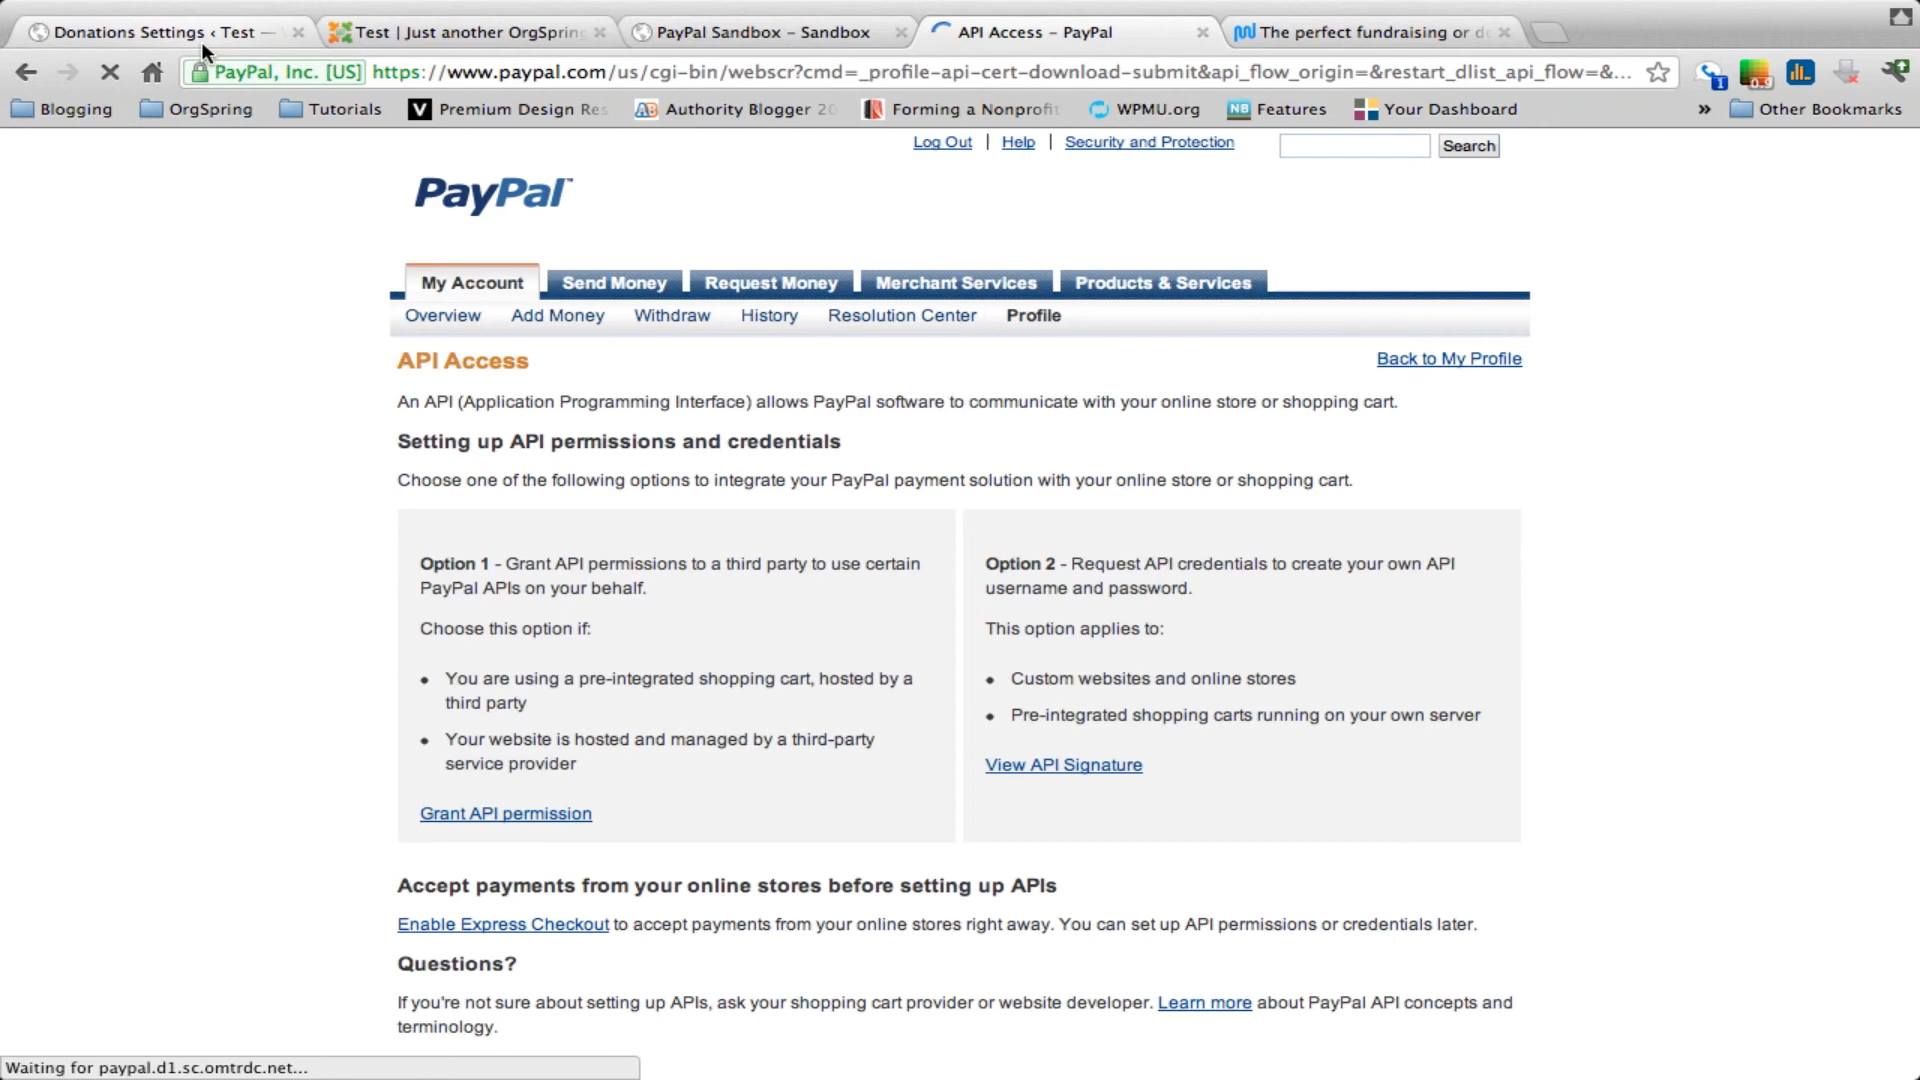 Donations Settings ‹ Test —
Test | Just another OrgSpring
PayPal Sandbox – Sandbox
API Access – PayPal
The perfect fundraising or do
PayPal, Inc. [US]
https://www.paypal.com/us/cgi-bin/webscr?cmd=_profile-api-cert-download-submit&api_flow_origin=&restart_dlist_api_flow=&...
1
0.9
Blogging
OrgSpring
Tutorials
V Premium Design Res
AB Authority Blogger 20
Forming a Nonprofit
WPMU.org
NB Features
Your Dashboard
»
Other Bookmarks
Log Out | Help | Security and Protection
Search
PayPal™
My Account
Send Money
Request Money
Merchant Services
Products & Services
Overview
Add Money
Withdraw
History
Resolution Center
Profile
API Access
Back to My Profile
An API (Application Programming Interface) allows PayPal software to communicate with your online store or shopping cart.
Setting up API permissions and credentials
Choose one of the following options to integrate your PayPal payment solution with your online store or shopping cart.
Option 1 - Grant API permissions to a third party to use certain
PayPal APIs on your behalf.
Choose this option if:
• You are using a pre-integrated shopping cart, hosted by a
third party
• Your website is hosted and managed by a third-party
service provider
Grant API permission
Option 2 - Request API credentials to create your own API
username and password.
This option applies to:
• Custom websites and online stores
• Pre-integrated shopping carts running on your own server
View API Signature
Accept payments from your online stores before setting up APIs
Enable Express Checkout to accept payments from your online stores right away. You can set up API permissions or credentials later.
Questions?
If you're not sure about setting up APIs, ask your shopping cart provider or website developer. Learn more about PayPal API concepts and
terminology.
Waiting for paypal.d1.sc.omtrdc.net...